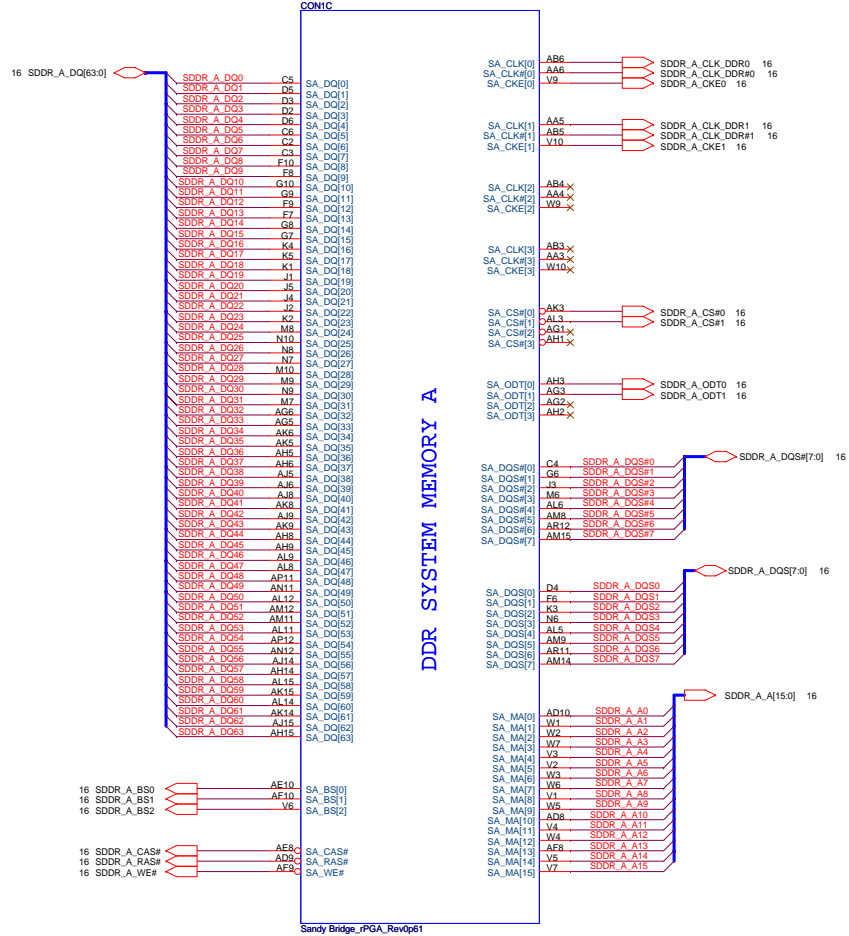 CON1C
16 SDDR_A_DQ[63:0]
SDDR_A_DQ0 C5 SA_DQ[0]
SDDR_A_DQ1 D5 SA_DQ[1]
SDDR_A_DQ2 D3 SA_DQ[2]
SDDR_A_DQ3 D2 SA_DQ[3]
SDDR_A_DQ4 D6 SA_DQ[4]
SDDR_A_DQ5 C6 SA_DQ[5]
SDDR_A_DQ6 C2 SA_DQ[6]
SDDR_A_DQ7 C3 SA_DQ[7]
SDDR_A_DQ8 F10 SA_DQ[8]
SDDR_A_DQ9 F8 SA_DQ[9]
SDDR_A_DQ10 G10 SA_DQ[10]
SDDR_A_DQ11 G9 SA_DQ[11]
SDDR_A_DQ12 F9 SA_DQ[12]
SDDR_A_DQ13 F7 SA_DQ[13]
SDDR_A_DQ14 G8 SA_DQ[14]
SDDR_A_DQ15 G7 SA_DQ[15]
SDDR_A_DQ16 K4 SA_DQ[16]
SDDR_A_DQ17 K5 SA_DQ[17]
SDDR_A_DQ18 K1 SA_DQ[18]
SDDR_A_DQ19 J1 SA_DQ[19]
SDDR_A_DQ20 J5 SA_DQ[20]
SDDR_A_DQ21 J4 SA_DQ[21]
SDDR_A_DQ22 J2 SA_DQ[22]
SDDR_A_DQ23 K2 SA_DQ[23]
SDDR_A_DQ24 M8 SA_DQ[24]
SDDR_A_DQ25 N10 SA_DQ[25]
SDDR_A_DQ26 N8 SA_DQ[26]
SDDR_A_DQ27 N7 SA_DQ[27]
SDDR_A_DQ28 M10 SA_DQ[28]
SDDR_A_DQ29 M9 SA_DQ[29]
SDDR_A_DQ30 N9 SA_DQ[30]
SDDR_A_DQ31 M7 SA_DQ[31]
SDDR_A_DQ32 AG6 SA_DQ[32]
SDDR_A_DQ33 AG5 SA_DQ[33]
SDDR_A_DQ34 AK6 SA_DQ[34]
SDDR_A_DQ35 AK5 SA_DQ[35]
SDDR_A_DQ36 AH5 SA_DQ[36]
SDDR_A_DQ37 AH6 SA_DQ[37]
SDDR_A_DQ38 AJ5 SA_DQ[38]
SDDR_A_DQ39 AJ6 SA_DQ[39]
SDDR_A_DQ40 AJ8 SA_DQ[40]
SDDR_A_DQ41 AK8 SA_DQ[41]
SDDR_A_DQ42 AJ9 SA_DQ[42]
SDDR_A_DQ43 AK9 SA_DQ[43]
SDDR_A_DQ44 AH8 SA_DQ[44]
SDDR_A_DQ45 AH9 SA_DQ[45]
SDDR_A_DQ46 AL9 SA_DQ[46]
SDDR_A_DQ47 AL8 SA_DQ[47]
SDDR_A_DQ48 AP11 SA_DQ[48]
SDDR_A_DQ49 AN11 SA_DQ[49]
SDDR_A_DQ50 AL12 SA_DQ[50]
SDDR_A_DQ51 AM12 SA_DQ[51]
SDDR_A_DQ52 AM11 SA_DQ[52]
SDDR_A_DQ53 AL11 SA_DQ[53]
SDDR_A_DQ54 AP12 SA_DQ[54]
SDDR_A_DQ55 AN12 SA_DQ[55]
SDDR_A_DQ56 AJ14 SA_DQ[56]
SDDR_A_DQ57 AH14 SA_DQ[57]
SDDR_A_DQ58 AL15 SA_DQ[58]
SDDR_A_DQ59 AK15 SA_DQ[59]
SDDR_A_DQ60 AL14 SA_DQ[60]
SDDR_A_DQ61 AK14 SA_DQ[61]
SDDR_A_DQ62 AJ15 SA_DQ[62]
SDDR_A_DQ63 AH15 SA_DQ[63]
16 SDDR_A_BS0 AE10 SA_BS[0]
16 SDDR_A_BS1 AF10 SA_BS[1]
16 SDDR_A_BS2 V6 SA_BS[2]
16 SDDR_A_CAS# AE8 SA_CAS#
16 SDDR_A_RAS# AD9 SA_RAS#
16 SDDR_A_WE# AF9 SA_WE#
DDR SYSTEM MEMORY A
SA_CLK[0] AB6 SDDR_A_CLK_DDR0 16
SA_CLK#[0] AA6 SDDR_A_CLK_DDR#0 16
SA_CKE[0] V9 SDDR_A_CKE0 16
SA_CLK[1] AA5 SDDR_A_CLK_DDR1 16
SA_CLK#[1] AB5 SDDR_A_CLK_DDR#1 16
SA_CKE[1] V10 SDDR_A_CKE1 16
SA_CLK[2] AB4
SA_CLK#[2] AA4
SA_CKE[2] W9
SA_CLK[3] AB3
SA_CLK#[3] AA3
SA_CKE[3] W10
SA_CS#[0] AK3 SDDR_A_CS#0 16
SA_CS#[1] AL3 SDDR_A_CS#1 16
SA_CS#[2] AG1
SA_CS#[3] AH1
SA_ODT[0] AH3 SDDR_A_ODT0 16
SA_ODT[1] AG3 SDDR_A_ODT1 16
SA_ODT[2] AG2
SA_ODT[3] AH2
SDDR_A_DQS#[7:0] 16
SA_DQS#[0] C4 SDDR_A_DQS#0
SA_DQS#[1] G6 SDDR_A_DQS#1
SA_DQS#[2] J3 SDDR_A_DQS#2
SA_DQS#[3] M6 SDDR_A_DQS#3
SA_DQS#[4] AL6 SDDR_A_DQS#4
SA_DQS#[5] AM8 SDDR_A_DQS#5
SA_DQS#[6] AR12 SDDR_A_DQS#6
SA_DQS#[7] AM15 SDDR_A_DQS#7
SDDR_A_DQS[7:0] 16
SA_DQS[0] D4 SDDR_A_DQS0
SA_DQS[1] F6 SDDR_A_DQS1
SA_DQS[2] K3 SDDR_A_DQS2
SA_DQS[3] N6 SDDR_A_DQS3
SA_DQS[4] AL5 SDDR_A_DQS4
SA_DQS[5] AM9 SDDR_A_DQS5
SA_DQS[6] AR11 SDDR_A_DQS6
SA_DQS[7] AM14 SDDR_A_DQS7
SDDR_A_A[15:0] 16
SA_MA[0] AD10 SDDR_A_A0
SA_MA[1] W1 SDDR_A_A1
SA_MA[2] W2 SDDR_A_A2
SA_MA[3] W7 SDDR_A_A3
SA_MA[4] V3 SDDR_A_A4
SA_MA[5] V2 SDDR_A_A5
SA_MA[6] W3 SDDR_A_A6
SA_MA[7] W6 SDDR_A_A7
SA_MA[8] V1 SDDR_A_A8
SA_MA[9] W5 SDDR_A_A9
SA_MA[10] AD8 SDDR_A_A10
SA_MA[11] V4 SDDR_A_A11
SA_MA[12] W4 SDDR_A_A12
SA_MA[13] AF8 SDDR_A_A13
SA_MA[14] V5 SDDR_A_A14
SA_MA[15] V7 SDDR_A_A15
Sandy Bridge_rPGA_Rev0p61